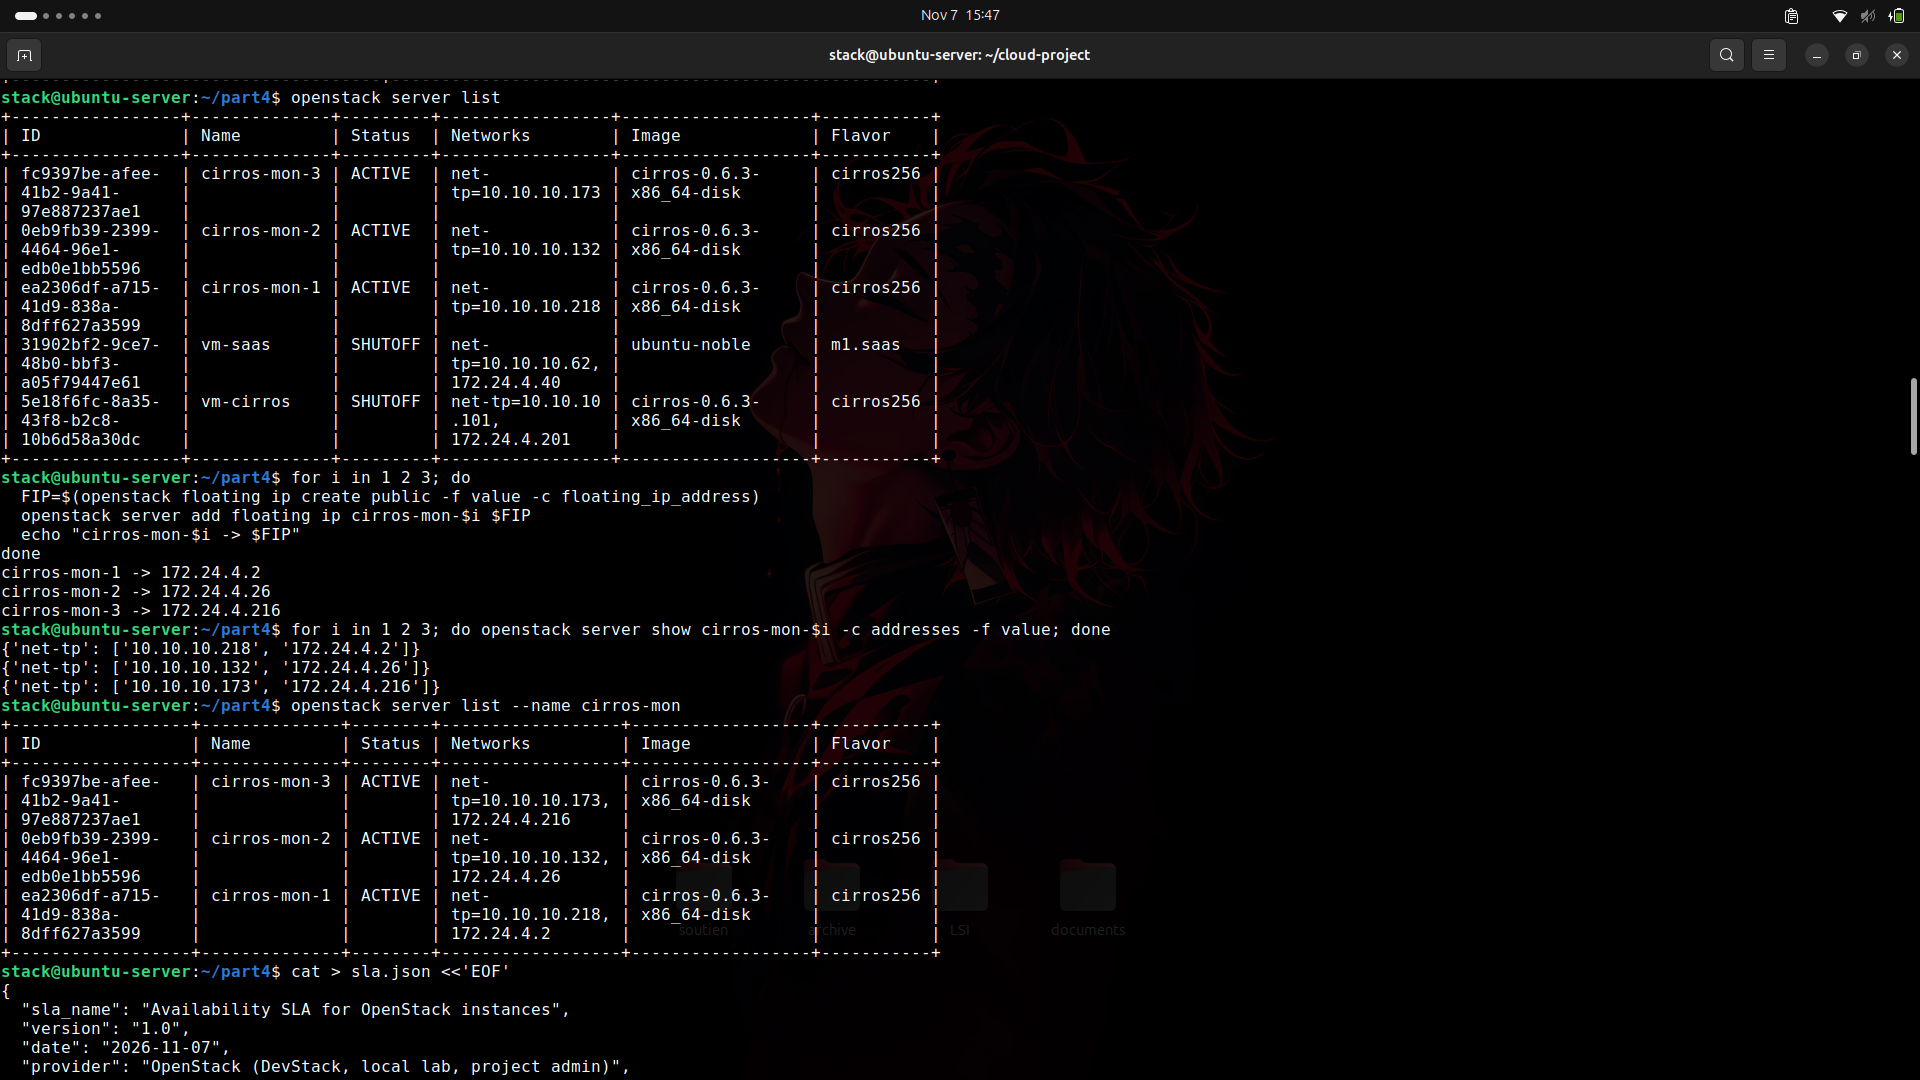 Nov 7  15:47
stack@ubuntu-server: ~/cloud-project
stack@ubuntu-server:~/part4$ openstack server list
+-----------------+--------------+---------+-----------------+-------------------+-----------+
| ID              | Name         | Status  | Networks        | Image             | Flavor    |
+-----------------+--------------+---------+-----------------+-------------------+-----------+
| fc9397be-afee-  | cirros-mon-3 | ACTIVE  | net-            | cirros-0.6.3-     | cirros256 |
| 41b2-9a41-      |              |         | tp=10.10.10.173 | x86_64-disk       |           |
| 97e887237ae1    |              |         |                 |                   |           |
| 0eb9fb39-2399-  | cirros-mon-2 | ACTIVE  | net-            | cirros-0.6.3-     | cirros256 |
| 4464-96e1-      |              |         | tp=10.10.10.132 | x86_64-disk       |           |
| edb0e1bb5596    |              |         |                 |                   |           |
| ea2306df-a715-  | cirros-mon-1 | ACTIVE  | net-            | cirros-0.6.3-     | cirros256 |
| 41d9-838a-      |              |         | tp=10.10.10.218 | x86_64-disk       |           |
| 8dff627a3599    |              |         |                 |                   |           |
| 31902bf2-9ce7-  | vm-saas      | SHUTOFF | net-            | ubuntu-noble      | m1.saas   |
| 48b0-bbf3-      |              |         | tp=10.10.10.62, |                   |           |
| a05f79447e61    |              |         | 172.24.4.40     |                   |           |
| 5e18f6fc-8a35-  | vm-cirros    | SHUTOFF | net-tp=10.10.10 | cirros-0.6.3-     | cirros256 |
| 43f8-b2c8-      |              |         | .101,           | x86_64-disk       |           |
| 10b6d58a30dc    |              |         | 172.24.4.201    |                   |           |
+-----------------+--------------+---------+-----------------+-------------------+-----------+
stack@ubuntu-server:~/part4$ for i in 1 2 3; do
  FIP=$(openstack floating ip create public -f value -c floating_ip_address)
  openstack server add floating ip cirros-mon-$i $FIP
  echo "cirros-mon-$i -> $FIP"
done
cirros-mon-1 -> 172.24.4.2
cirros-mon-2 -> 172.24.4.26
cirros-mon-3 -> 172.24.4.216
stack@ubuntu-server:~/part4$ for i in 1 2 3; do openstack server show cirros-mon-$i -c addresses -f value; done
{'net-tp': ['10.10.10.218', '172.24.4.2']}
{'net-tp': ['10.10.10.132', '172.24.4.26']}
{'net-tp': ['10.10.10.173', '172.24.4.216']}
stack@ubuntu-server:~/part4$ openstack server list --name cirros-mon
+------------------+--------------+--------+------------------+------------------+-----------+
| ID               | Name         | Status | Networks         | Image            | Flavor    |
+------------------+--------------+--------+------------------+------------------+-----------+
| fc9397be-afee-   | cirros-mon-3 | ACTIVE | net-             | cirros-0.6.3-    | cirros256 |
| 41b2-9a41-       |              |        | tp=10.10.10.173, | x86_64-disk      |           |
| 97e887237ae1     |              |        | 172.24.4.216     |                  |           |
| 0eb9fb39-2399-   | cirros-mon-2 | ACTIVE | net-             | cirros-0.6.3-    | cirros256 |
| 4464-96e1-       |              |        | tp=10.10.10.132, | x86_64-disk      |           |
| edb0e1bb5596     |              |        | 172.24.4.26      |                  |           |
| ea2306df-a715-   | cirros-mon-1 | ACTIVE | net-             | cirros-0.6.3-    | cirros256 |
| 41d9-838a-       |              |        | tp=10.10.10.218, | x86_64-disk      |           |
| 8dff627a3599     |              |        | 172.24.4.2       |                  |           |
+------------------+--------------+--------+------------------+------------------+-----------+
soutien archive LSI documents
stack@ubuntu-server:~/part4$ cat > sla.json <<'EOF'
{
  "sla_name": "Availability SLA for OpenStack instances",
  "version": "1.0",
  "date": "2026-11-07",
  "provider": "OpenStack (DevStack, local lab, project admin)",